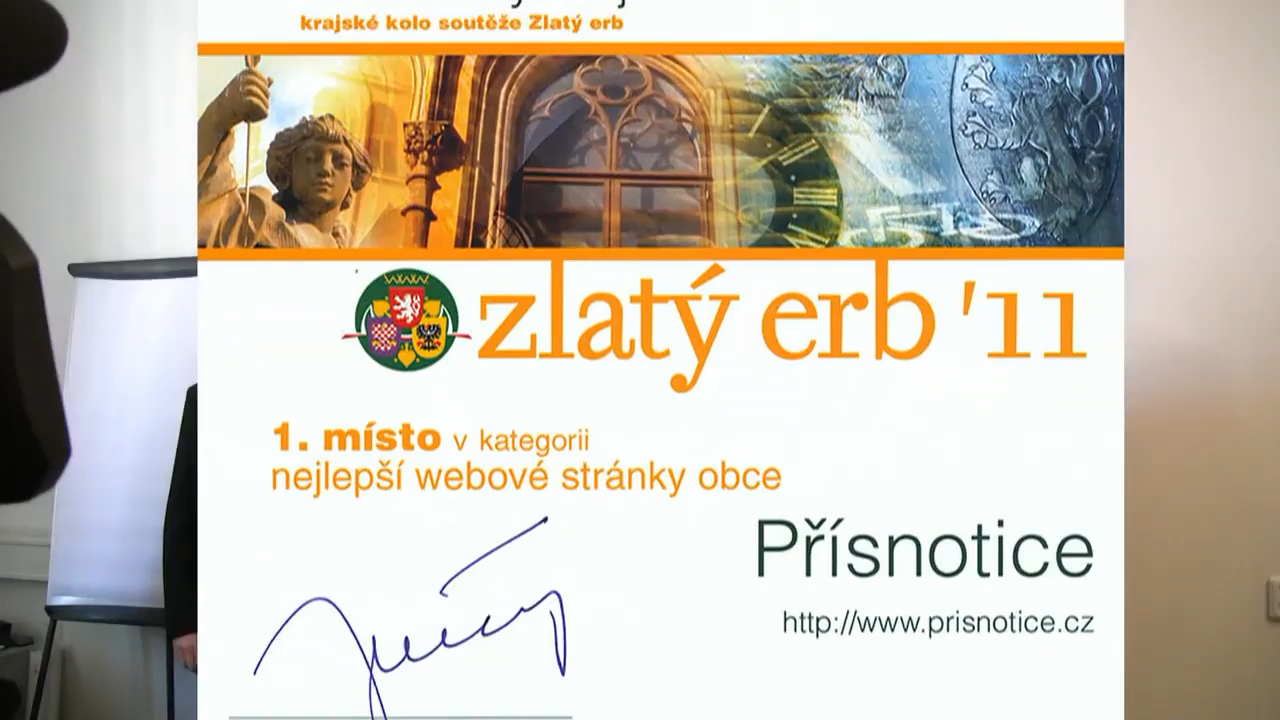 krajské kolo soutěže Zlatý erb
zlatý erb '11
1. místo v kategorii
nejlepší webové stránky obce
Přísnotice
http://www.prisnotice.cz